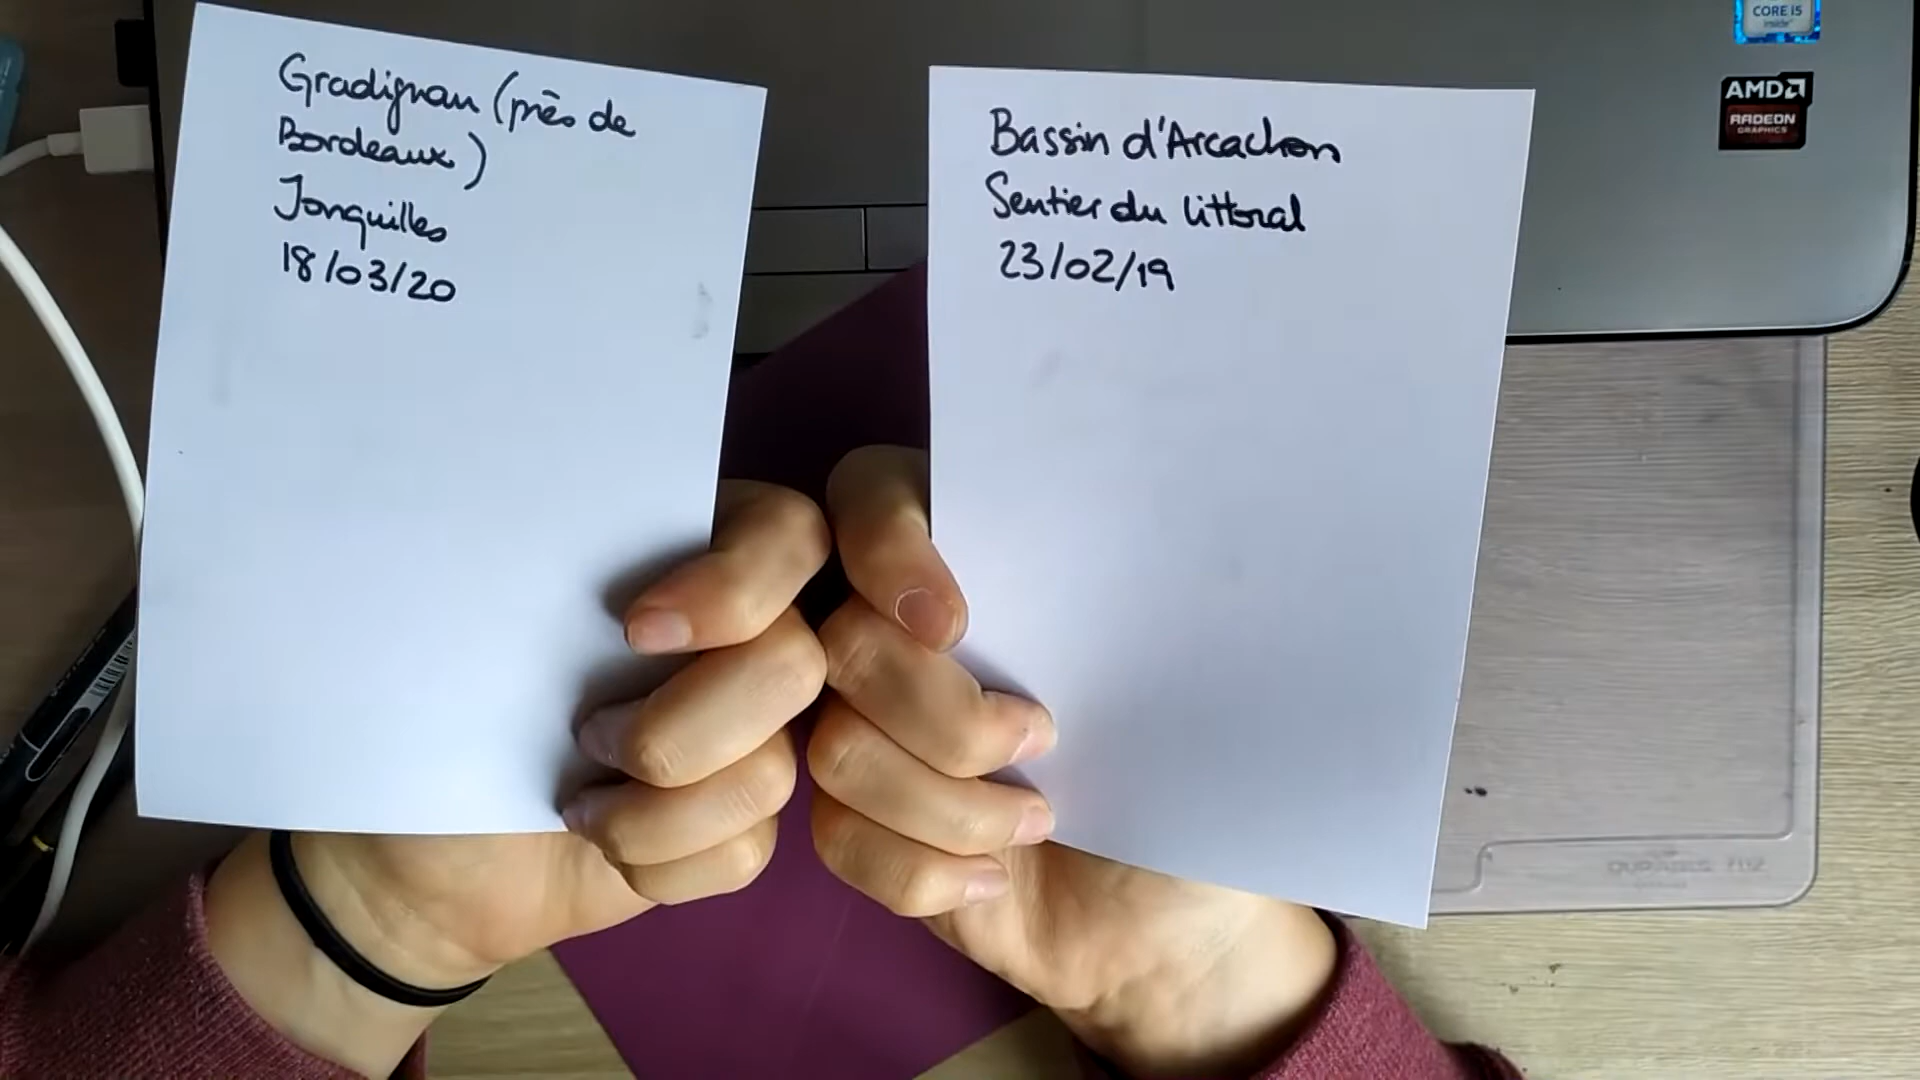 Gradignan (près de
Bordeaux)
Jonquilles
18/03/20
Bassin d'Arcachon
Sentier du littoral
23/02/19
CORE i5
inside
AMD
RADEON
GRAPHICS